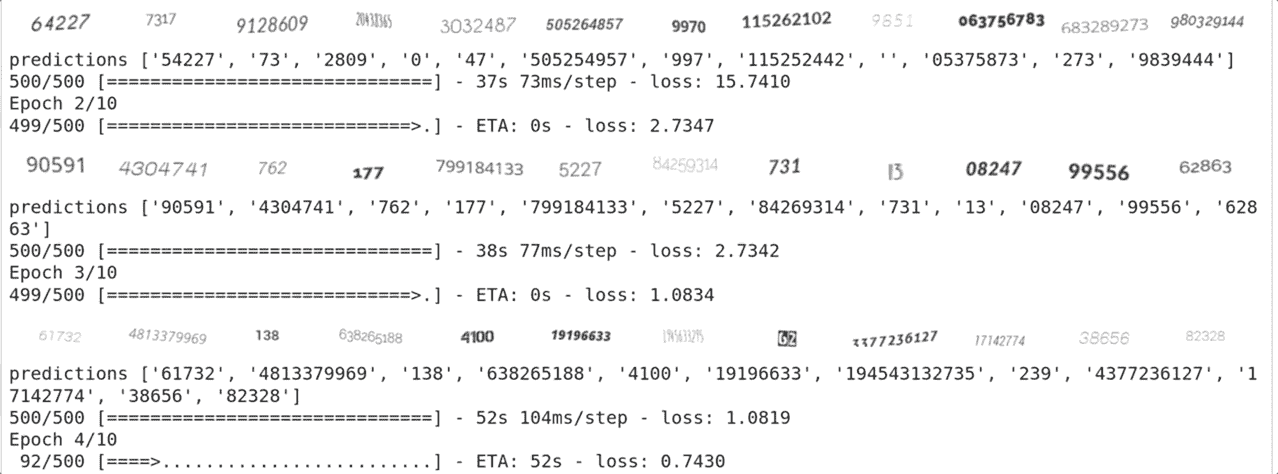 64227 7317 9128609 3032487 505264857 9970 115262102 9851 063756783 683289273 980329144
predictions ['54227', '73', '2809', '0', '47', '505254957', '997', '115252442', '', '05375873', '273', '9839444']
500/500 [==============================] - 37s 73ms/step - loss: 15.7410
Epoch 2/10
499/500 [============================>.] - ETA: 0s - loss: 2.7347
90591 4304741 762 177 799184133 5227 84259314 731 13 08247 99556 62863
predictions ['90591', '4304741', '762', '177', '799184133', '5227', '84269314', '731', '13', '08247', '99556', '628
63']
500/500 [==============================] - 38s 77ms/step - loss: 2.7342
Epoch 3/10
499/500 [============================>.] - ETA: 0s - loss: 1.0834
61732 4813379969 138 638265188 4100 19196633 3377236127 17142774 38656 82328
predictions ['61732', '4813379969', '138', '638265188', '4100', '19196633', '194543132735', '239', '4377236127', '1
7142774', '38656', '82328']
500/500 [==============================] - 52s 104ms/step - loss: 1.0819
Epoch 4/10
92/500 [====>.........................] - ETA: 52s - loss: 0.7430